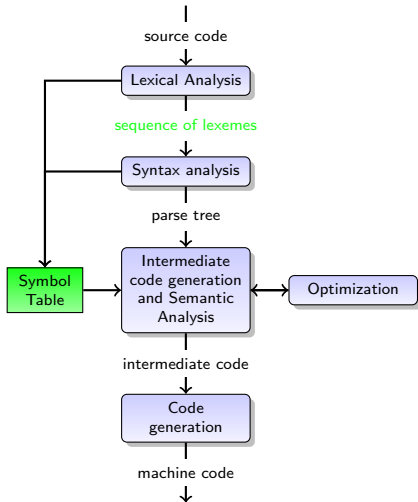 source code
Lexical Analysis
sequence of lexemes
Syntax analysis
parse tree
Symbol
Table
Intermediate
code generation
and Semantic
Analysis
Optimization
intermediate code
Code
generation
machine code